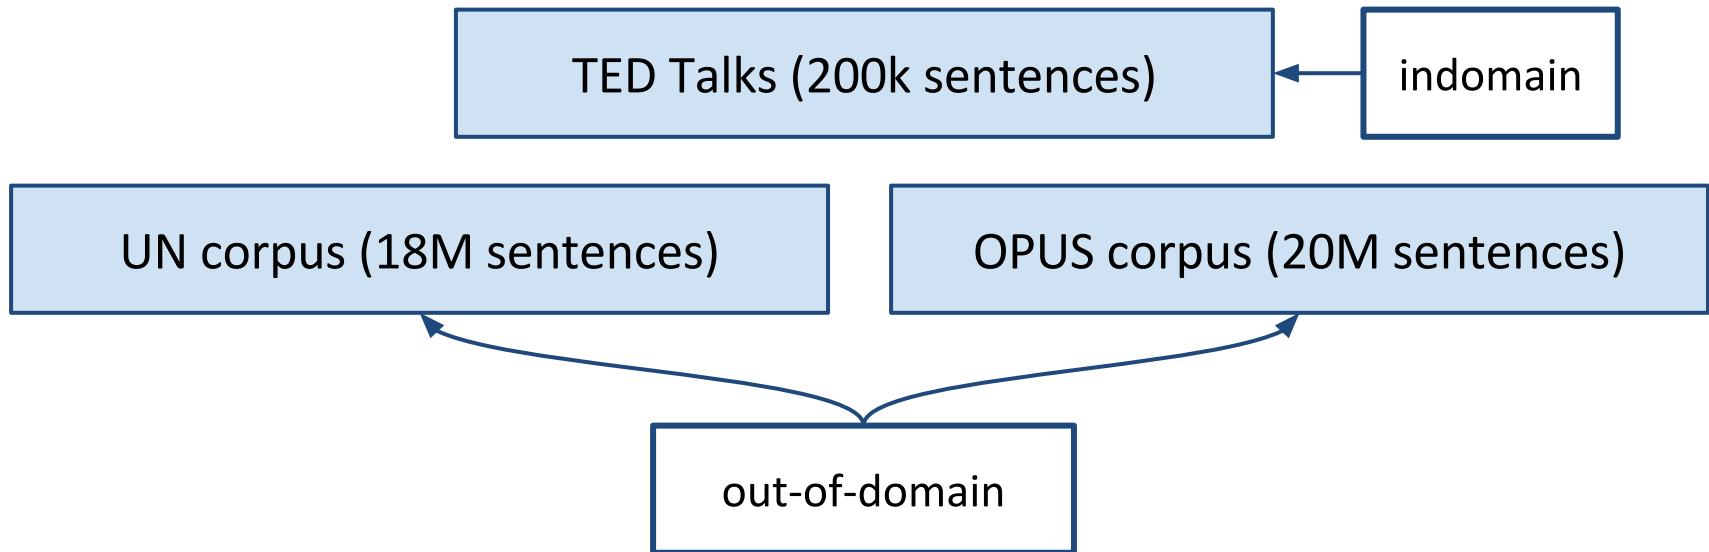 TED Talks (200k sentences)
indomain
UN corpus (18M sentences)
OPUS corpus (20M sentences)
out-of-domain